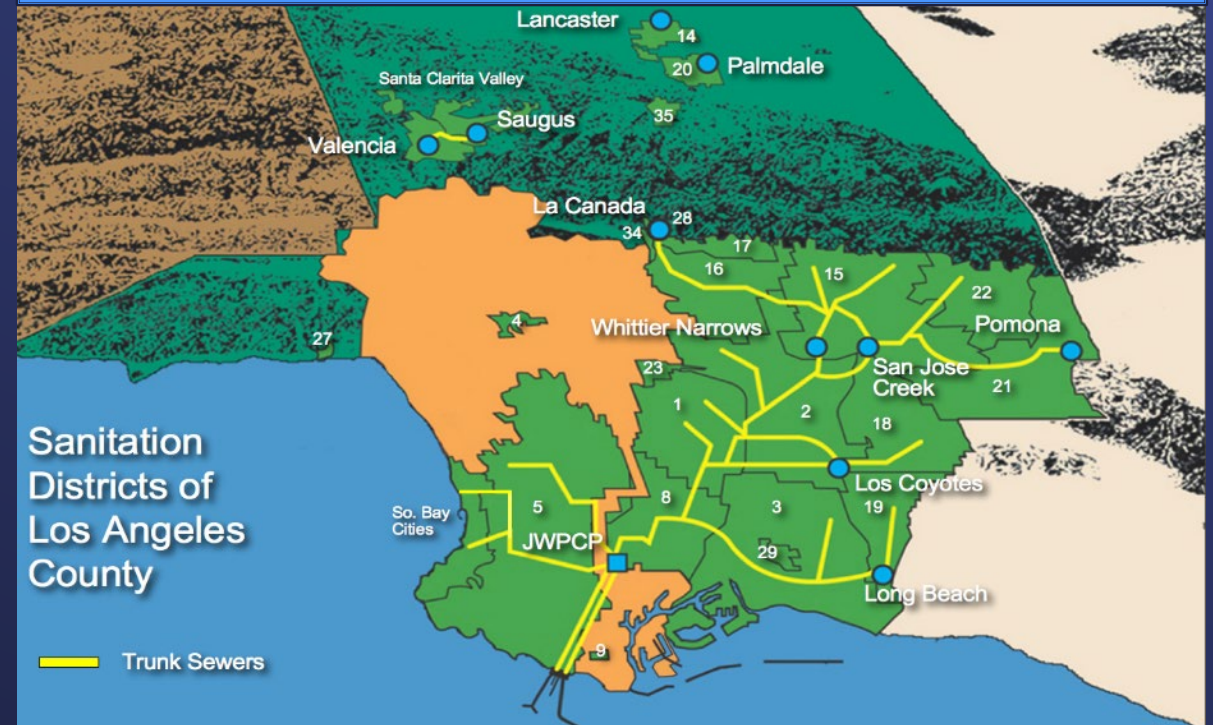 Lancaster
14
20
Palmdale
Santa Clarita Valley
35
Saugus
Valencia
La Canada
28
34
17
16
15
22
4
Whittier Narrows
Pomona
27
23
San Jose
Creek
21
1
2
18
Sanitation
Districts of
Los Angeles
County
Los Coyotes
So. Bay
Cities
5
8
3
19
JWPCP
29
Long Beach
9
Trunk Sewers